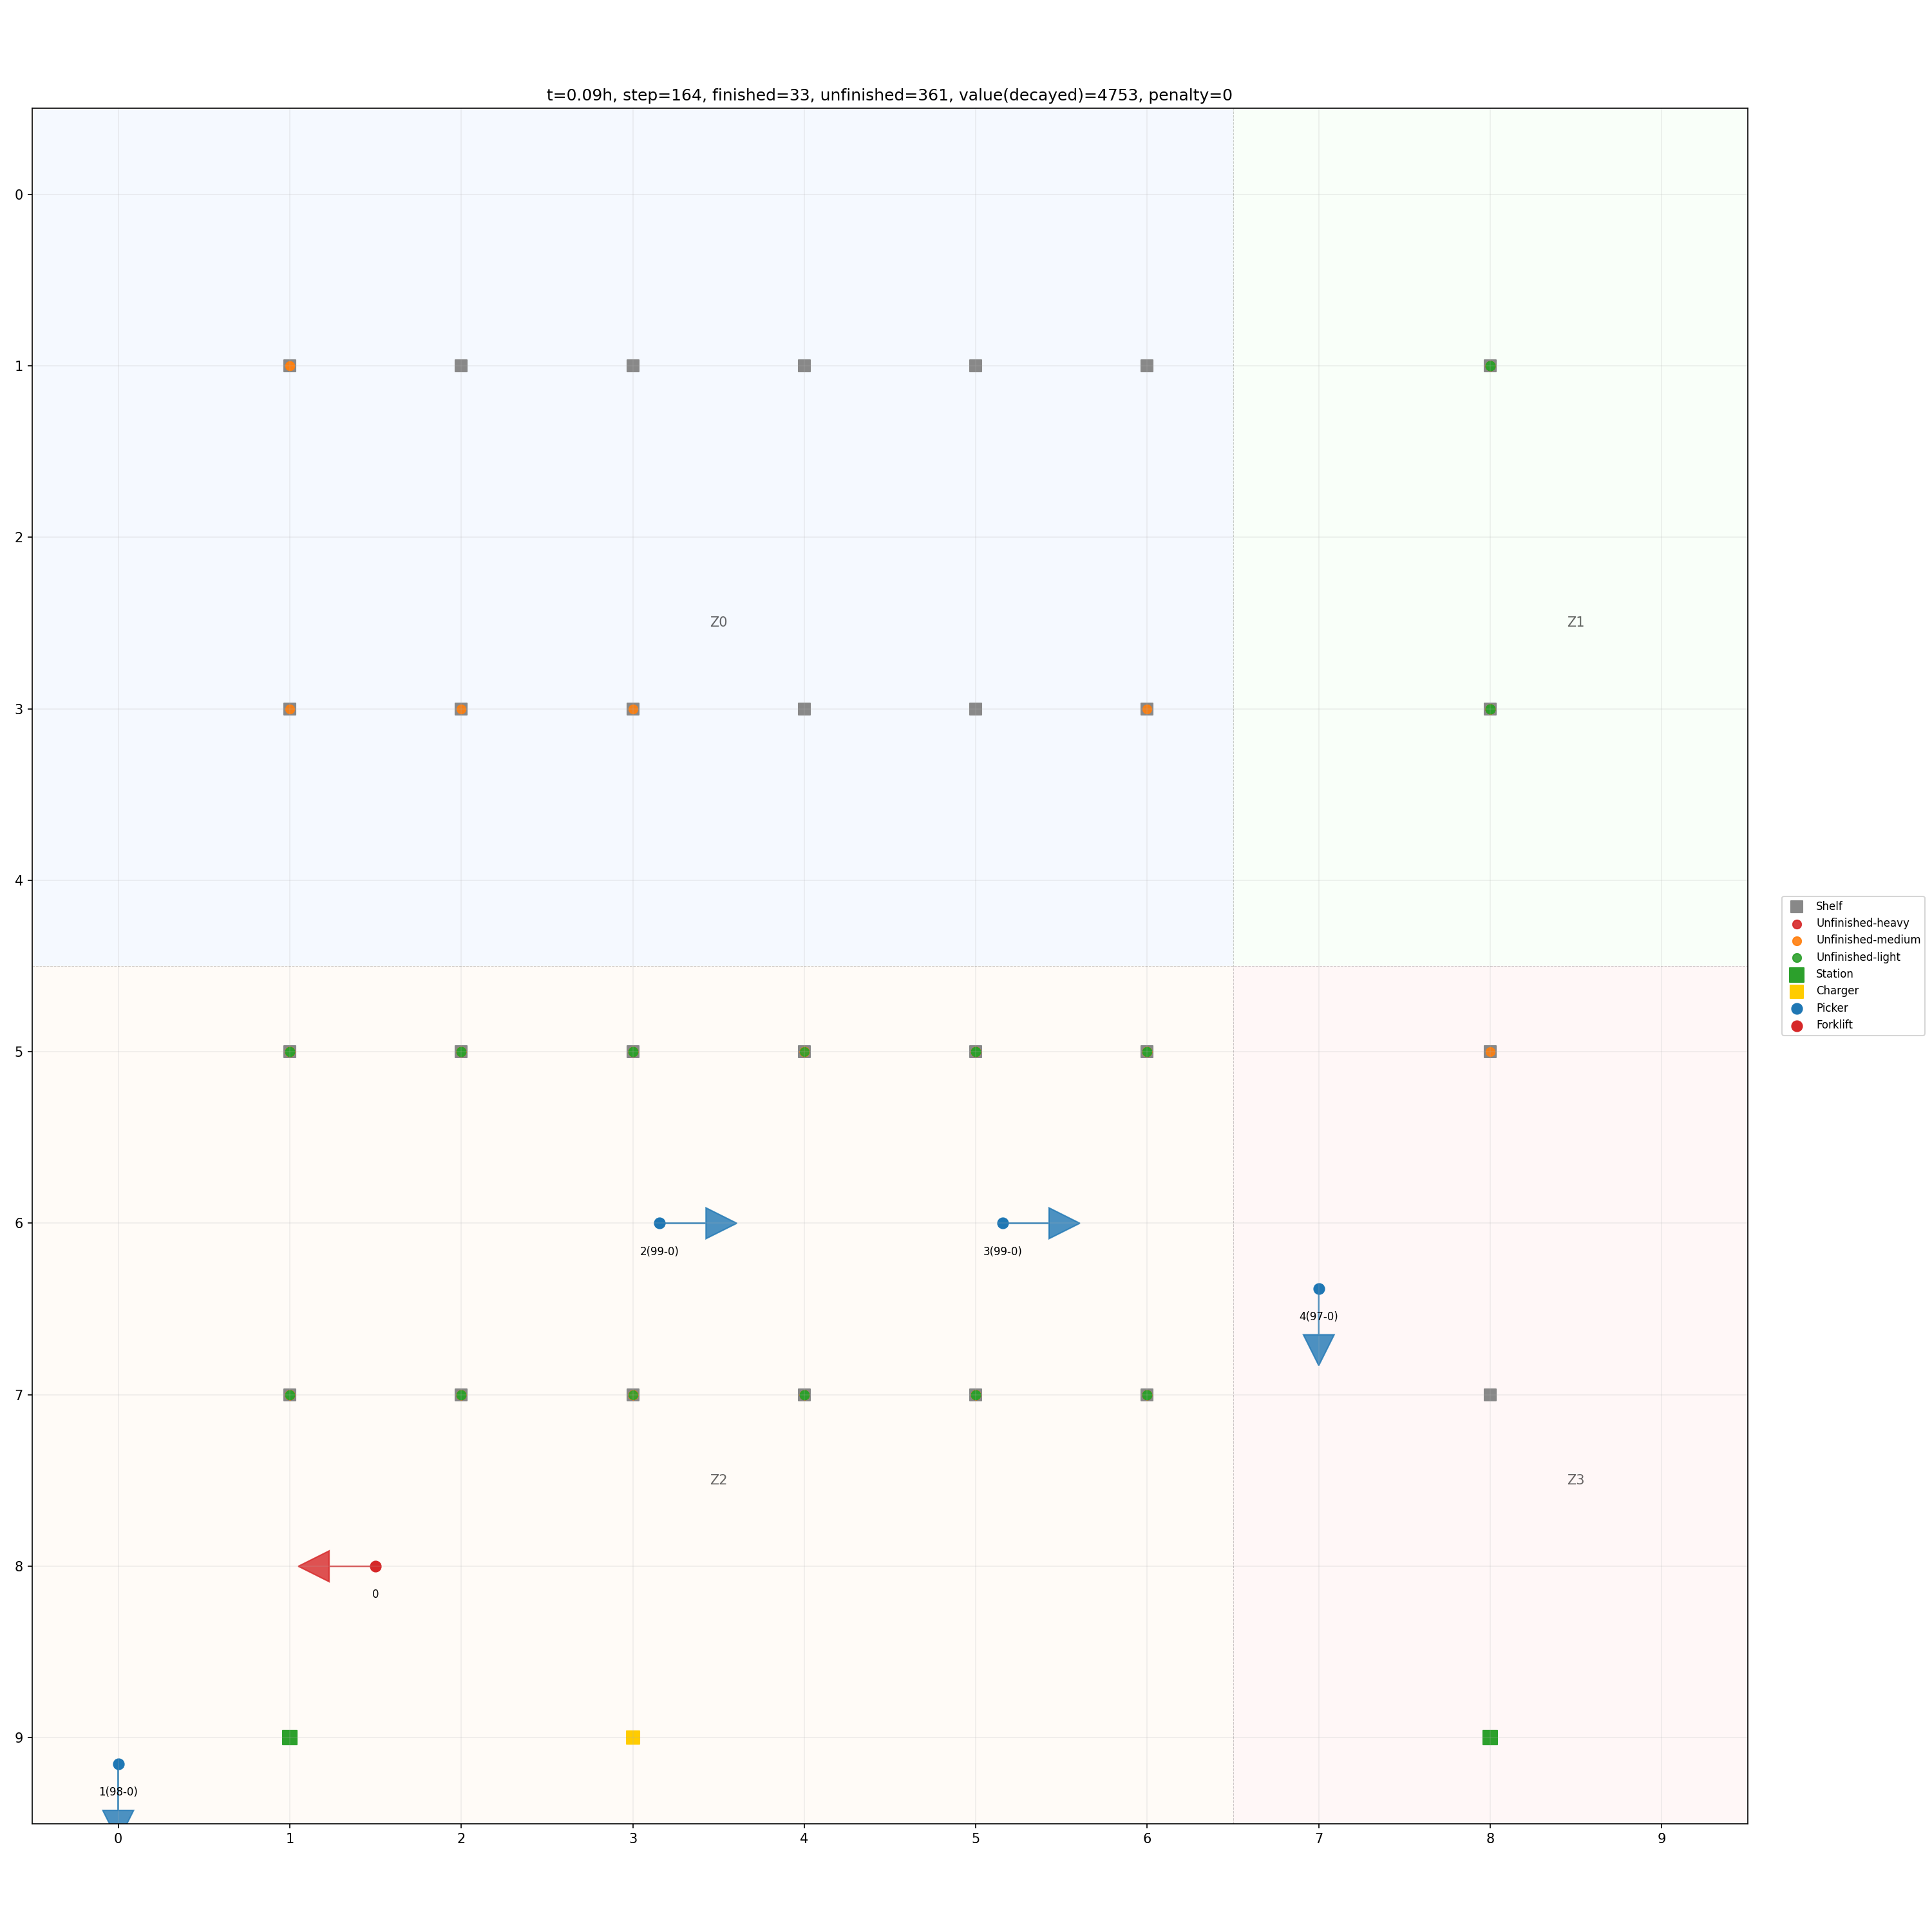 t=0.09h, step=164, finished=33, unfinished=361, value(decayed)=4753, penalty=0
0
1
2
Z0
Z1
3
4
Shelf
Unfinished-heavy
Unfinished-medium
Unfinished-light
Station
Charger
Picker
Forklift
5
6
2(99-0)
3(99-0)
4(97-0)
7
Z2
Z3
8
0
9
1(98-0)
0 1 2 3 4 5 6 7 8 9